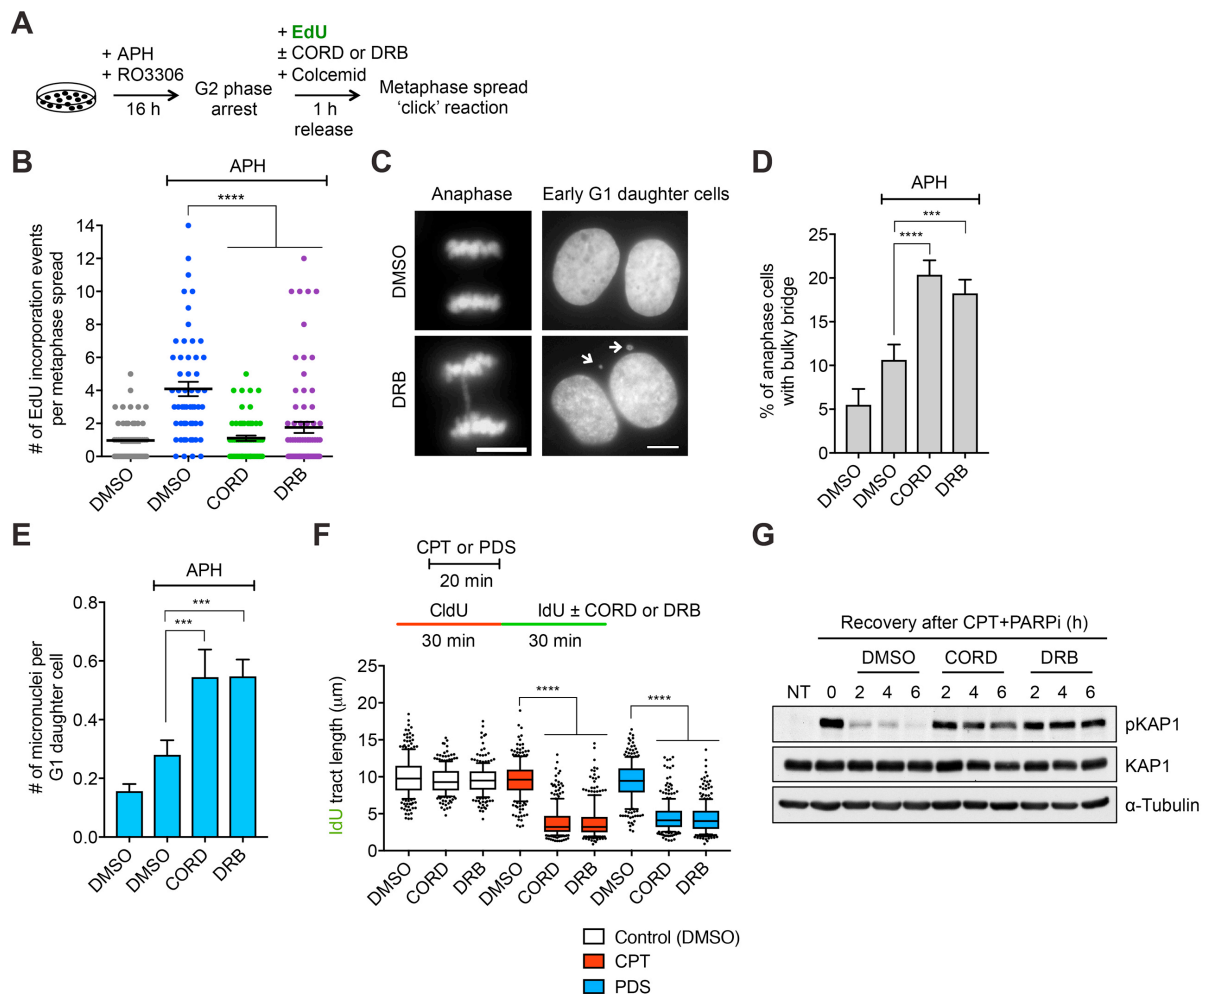 A
+ APH
+ RO3306
16 h
G2 phase
arrest
+ EdU
± CORD or DRB
+ Colcemid
1 h
release
Metaphase spread
‘click’ reaction
B
APH
****
# of EdU incorporation events
per metaphase spread
14
12
10
8
6
4
2
0
DMSO
DMSO
CORD
DRB
C
Anaphase
Early G1 daughter cells
DMSO
DRB
D
APH
***
****
% of anaphase cells
with bulky bridge
25
20
15
10
5
0
DMSO
DMSO
CORD
DRB
E
APH
***
***
# of micronuclei per
G1 daughter cell
0.8
0.6
0.4
0.2
0.0
DMSO
DMSO
CORD
DRB
F
CPT or PDS
20 min
CldU
IdU ± CORD or DRB
30 min
30 min
IdU tract length (μm)
25
20
15
10
5
0
****
****
DMSO
CORD
DRB
DMSO
CORD
DRB
DMSO
CORD
DRB
Control (DMSO)
CPT
PDS
G
Recovery after CPT+PARPi (h)
DMSO
CORD
DRB
NT
0
2
4
6
2
4
6
2
4
6
pKAP1
KAP1
α-Tubulin